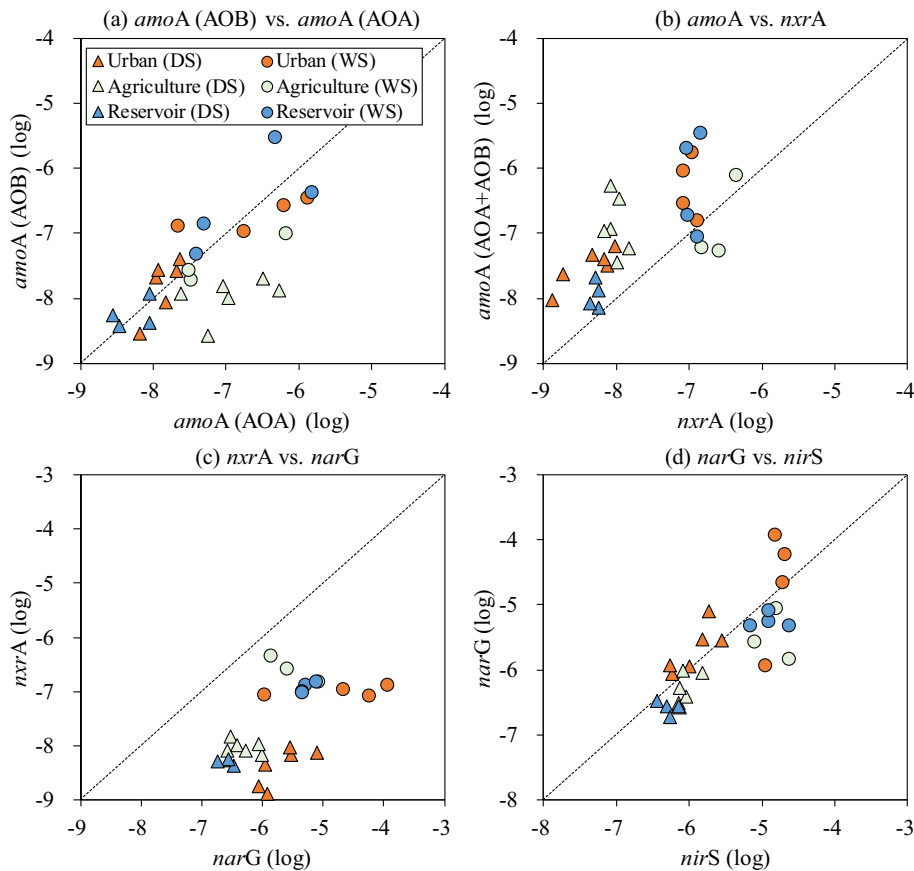 (a) amoA (AOB) vs. amoA (AOA)
-4
-5
-6
-7
-8
-9
-9 -8 -7 -6 -5 -4
amoA (AOB) (log)
amoA (AOA) (log)
Urban (DS) Urban (WS)
Agriculture (DS) Agriculture (WS)
Reservoir (DS) Reservoir (WS)
(b) amoA vs. nxrA
-4
-5
-6
-7
-8
-9
-9 -8 -7 -6 -5 -4
amoA (AOA+AOB) (log)
nxrA (log)
(c) nxrA vs. narG
-3
-4
-5
-6
-7
-8
-9
-9 -8 -7 -6 -5 -4 -3
nxrA (log)
narG (log)
(d) narG vs. nirS
-3
-4
-5
-6
-7
-8
-8 -7 -6 -5 -4 -3
narG (log)
nirS (log)